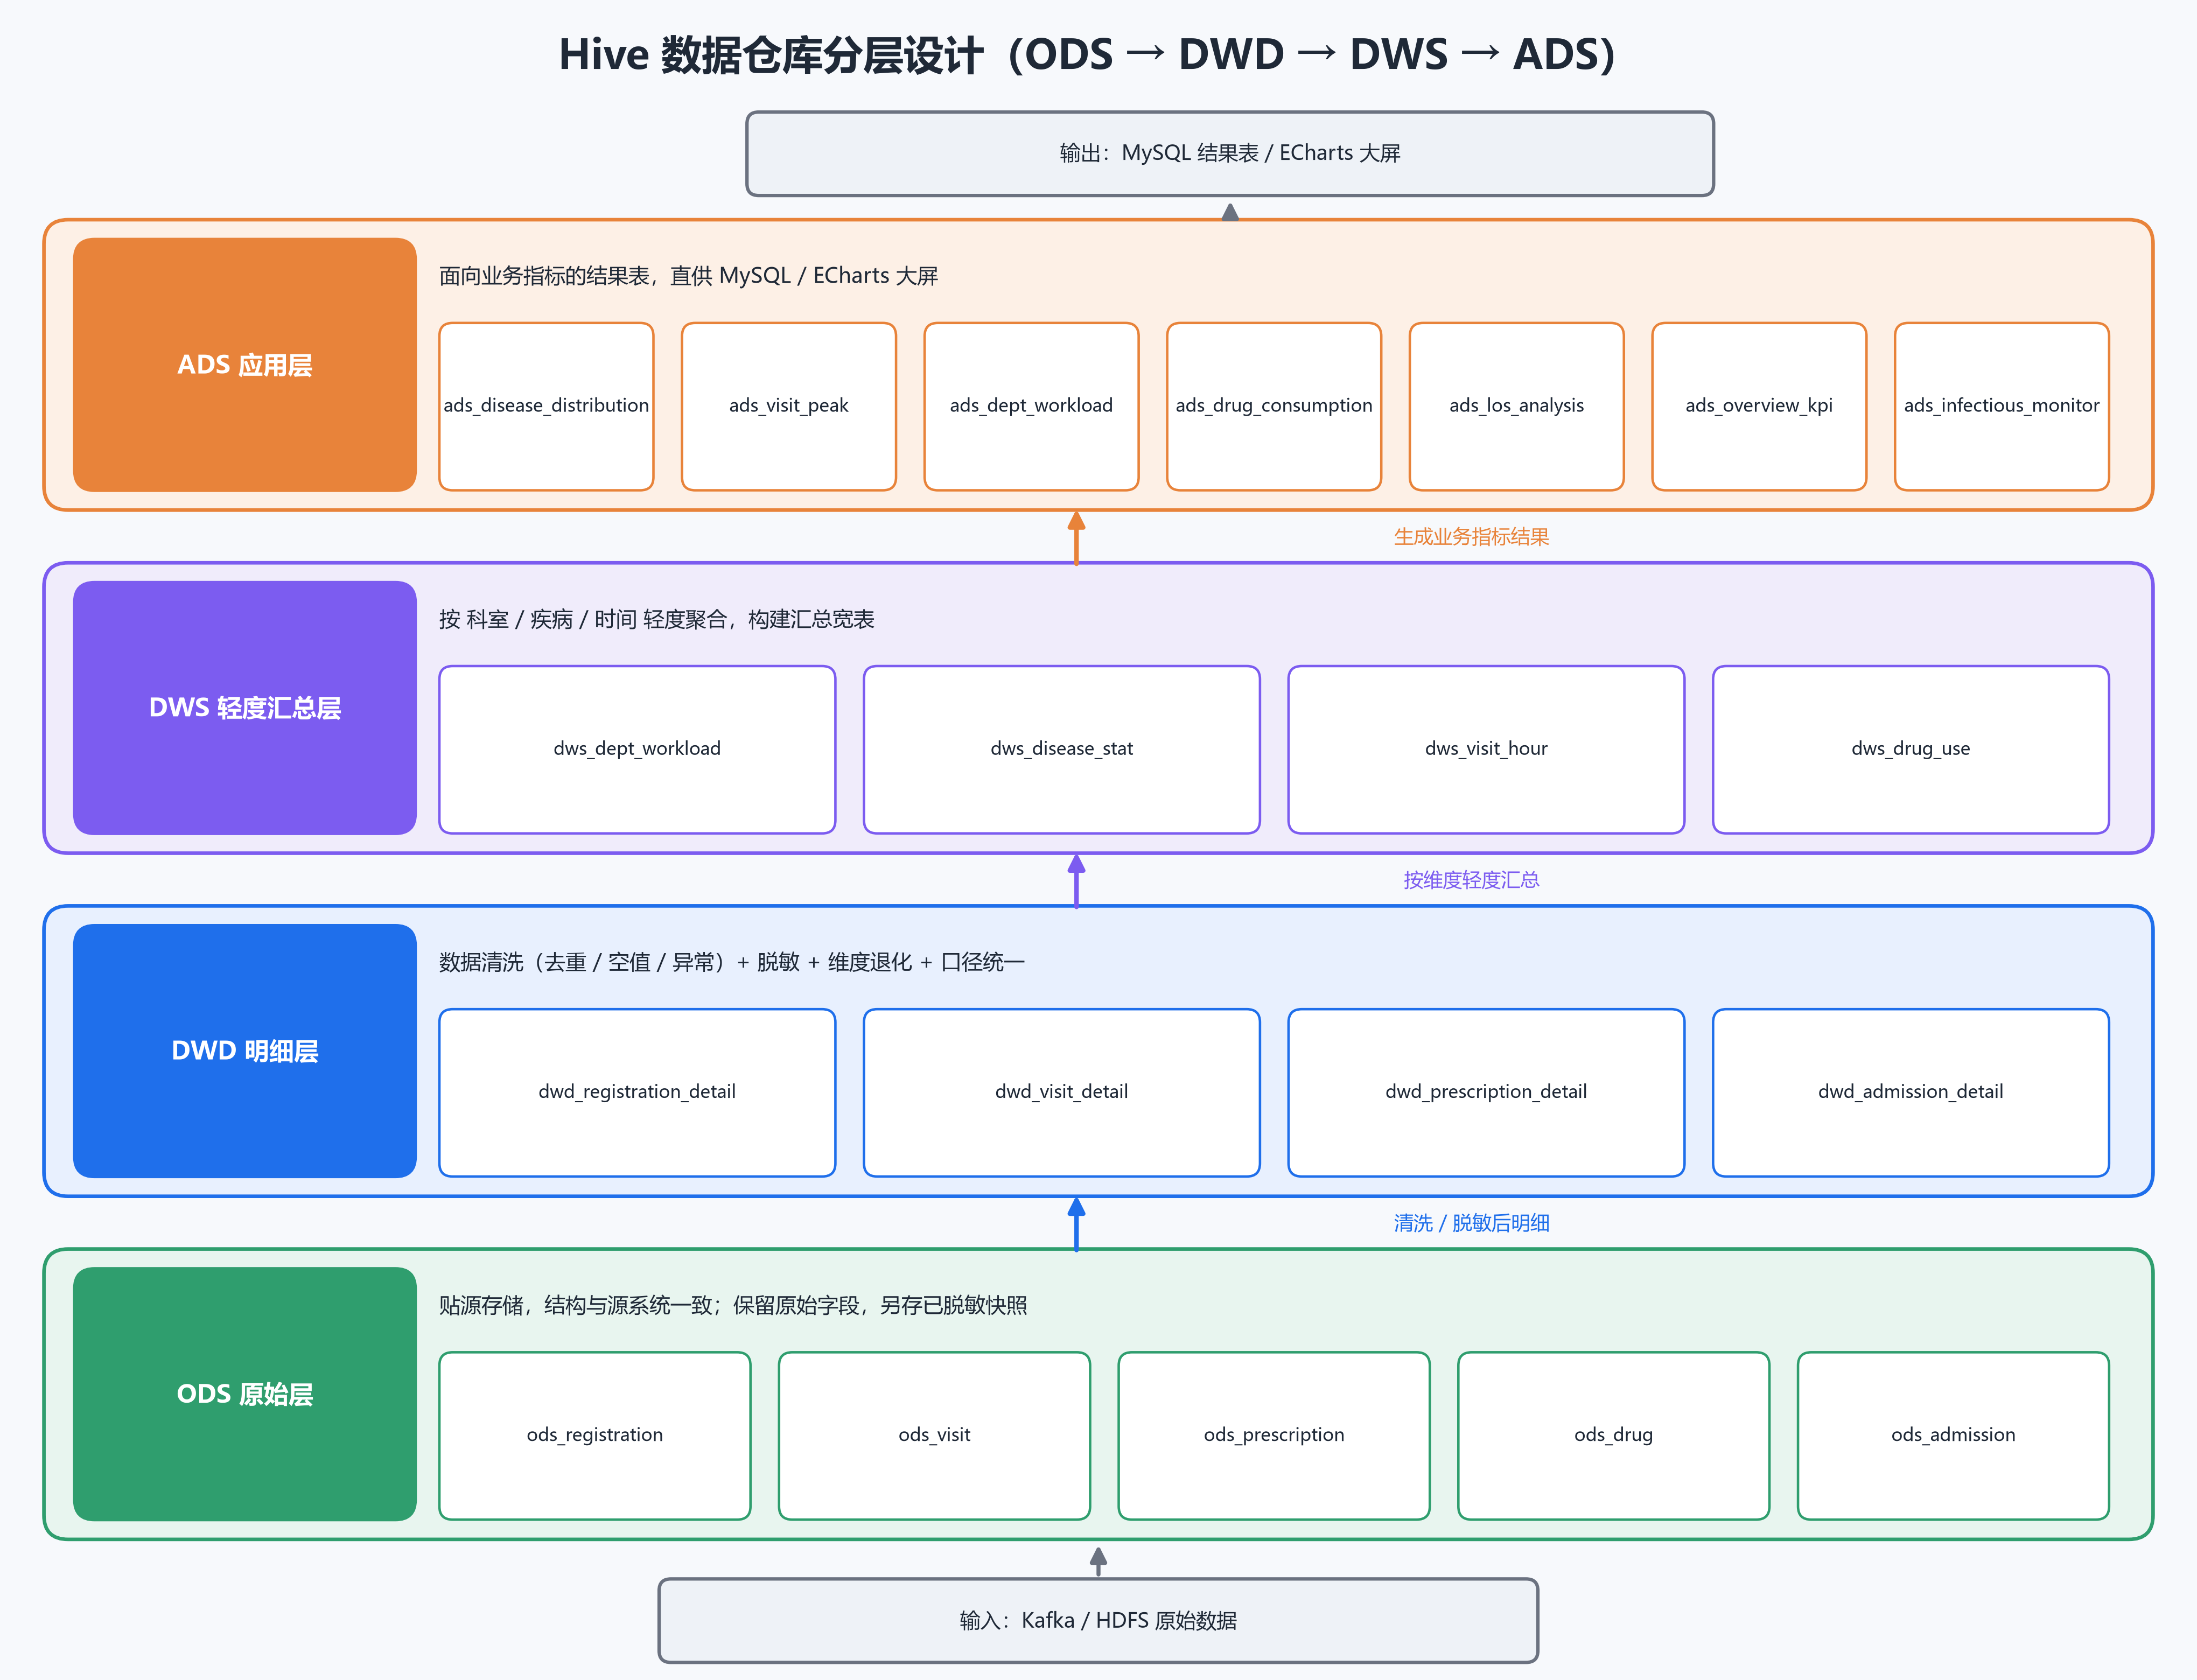 Hive 数据仓库分层设计（ODS → DWD → DWS → ADS）
输出：MySQL 结果表 / ECharts 大屏
ADS 应用层
面向业务指标的结果表，直供 MySQL / ECharts 大屏
ads_disease_distribution
ads_visit_peak
ads_dept_workload
ads_drug_consumption
ads_los_analysis
ads_overview_kpi
ads_infectious_monitor
生成业务指标结果
DWS 轻度汇总层
按 科室 / 疾病 / 时间 轻度聚合，构建汇总宽表
dws_dept_workload
dws_disease_stat
dws_visit_hour
dws_drug_use
按维度轻度汇总
DWD 明细层
数据清洗（去重 / 空值 / 异常）+ 脱敏 + 维度退化 + 口径统一
dwd_registration_detail
dwd_visit_detail
dwd_prescription_detail
dwd_admission_detail
清洗 / 脱敏后明细
ODS 原始层
贴源存储，结构与源系统一致；保留原始字段，另存已脱敏快照
ods_registration
ods_visit
ods_prescription
ods_drug
ods_admission
输入：Kafka / HDFS 原始数据